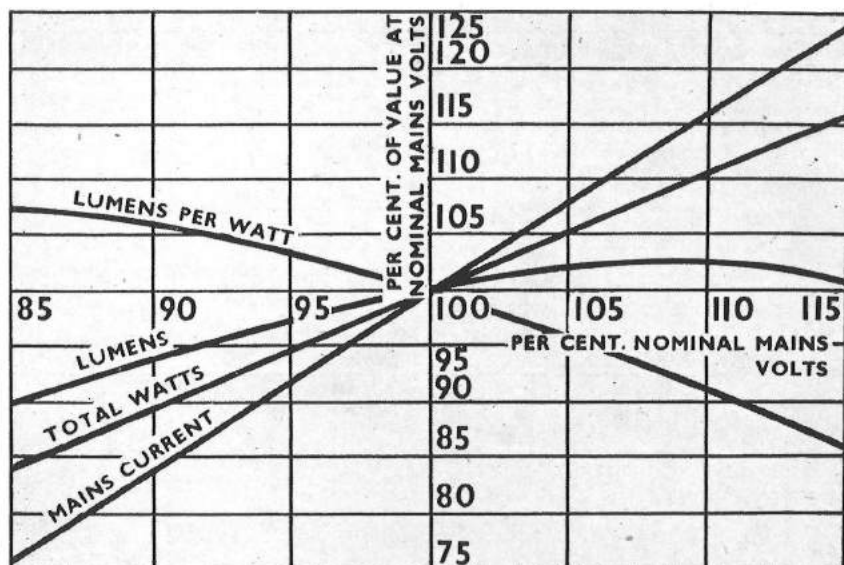 125
120
115
110
105
PER CENT. OF VALUE AT
NOMINAL MAINS VOLTS
LUMENS PER WATT
85
90
95
100
105
110
115
LUMENS
TOTAL WATTS
MAINS CURRENT
PER CENT. NOMINAL MAINS
VOLTS
95
90
85
80
75